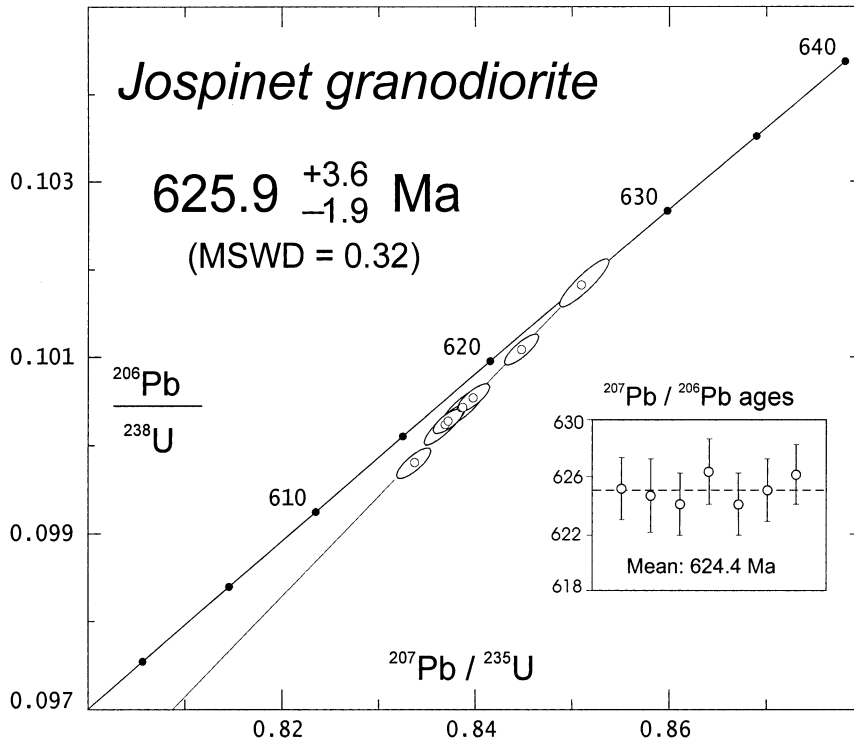 Jospinet granodiorite
625.9 +3.6 –1.9 Ma
(MSWD = 0.32)
640
630
620
610
0.103
0.101
0.099
0.097
206Pb
238U
207Pb / 206Pb ages
630
626
622
618
Mean: 624.4 Ma
207Pb / 235U
0.82
0.84
0.86